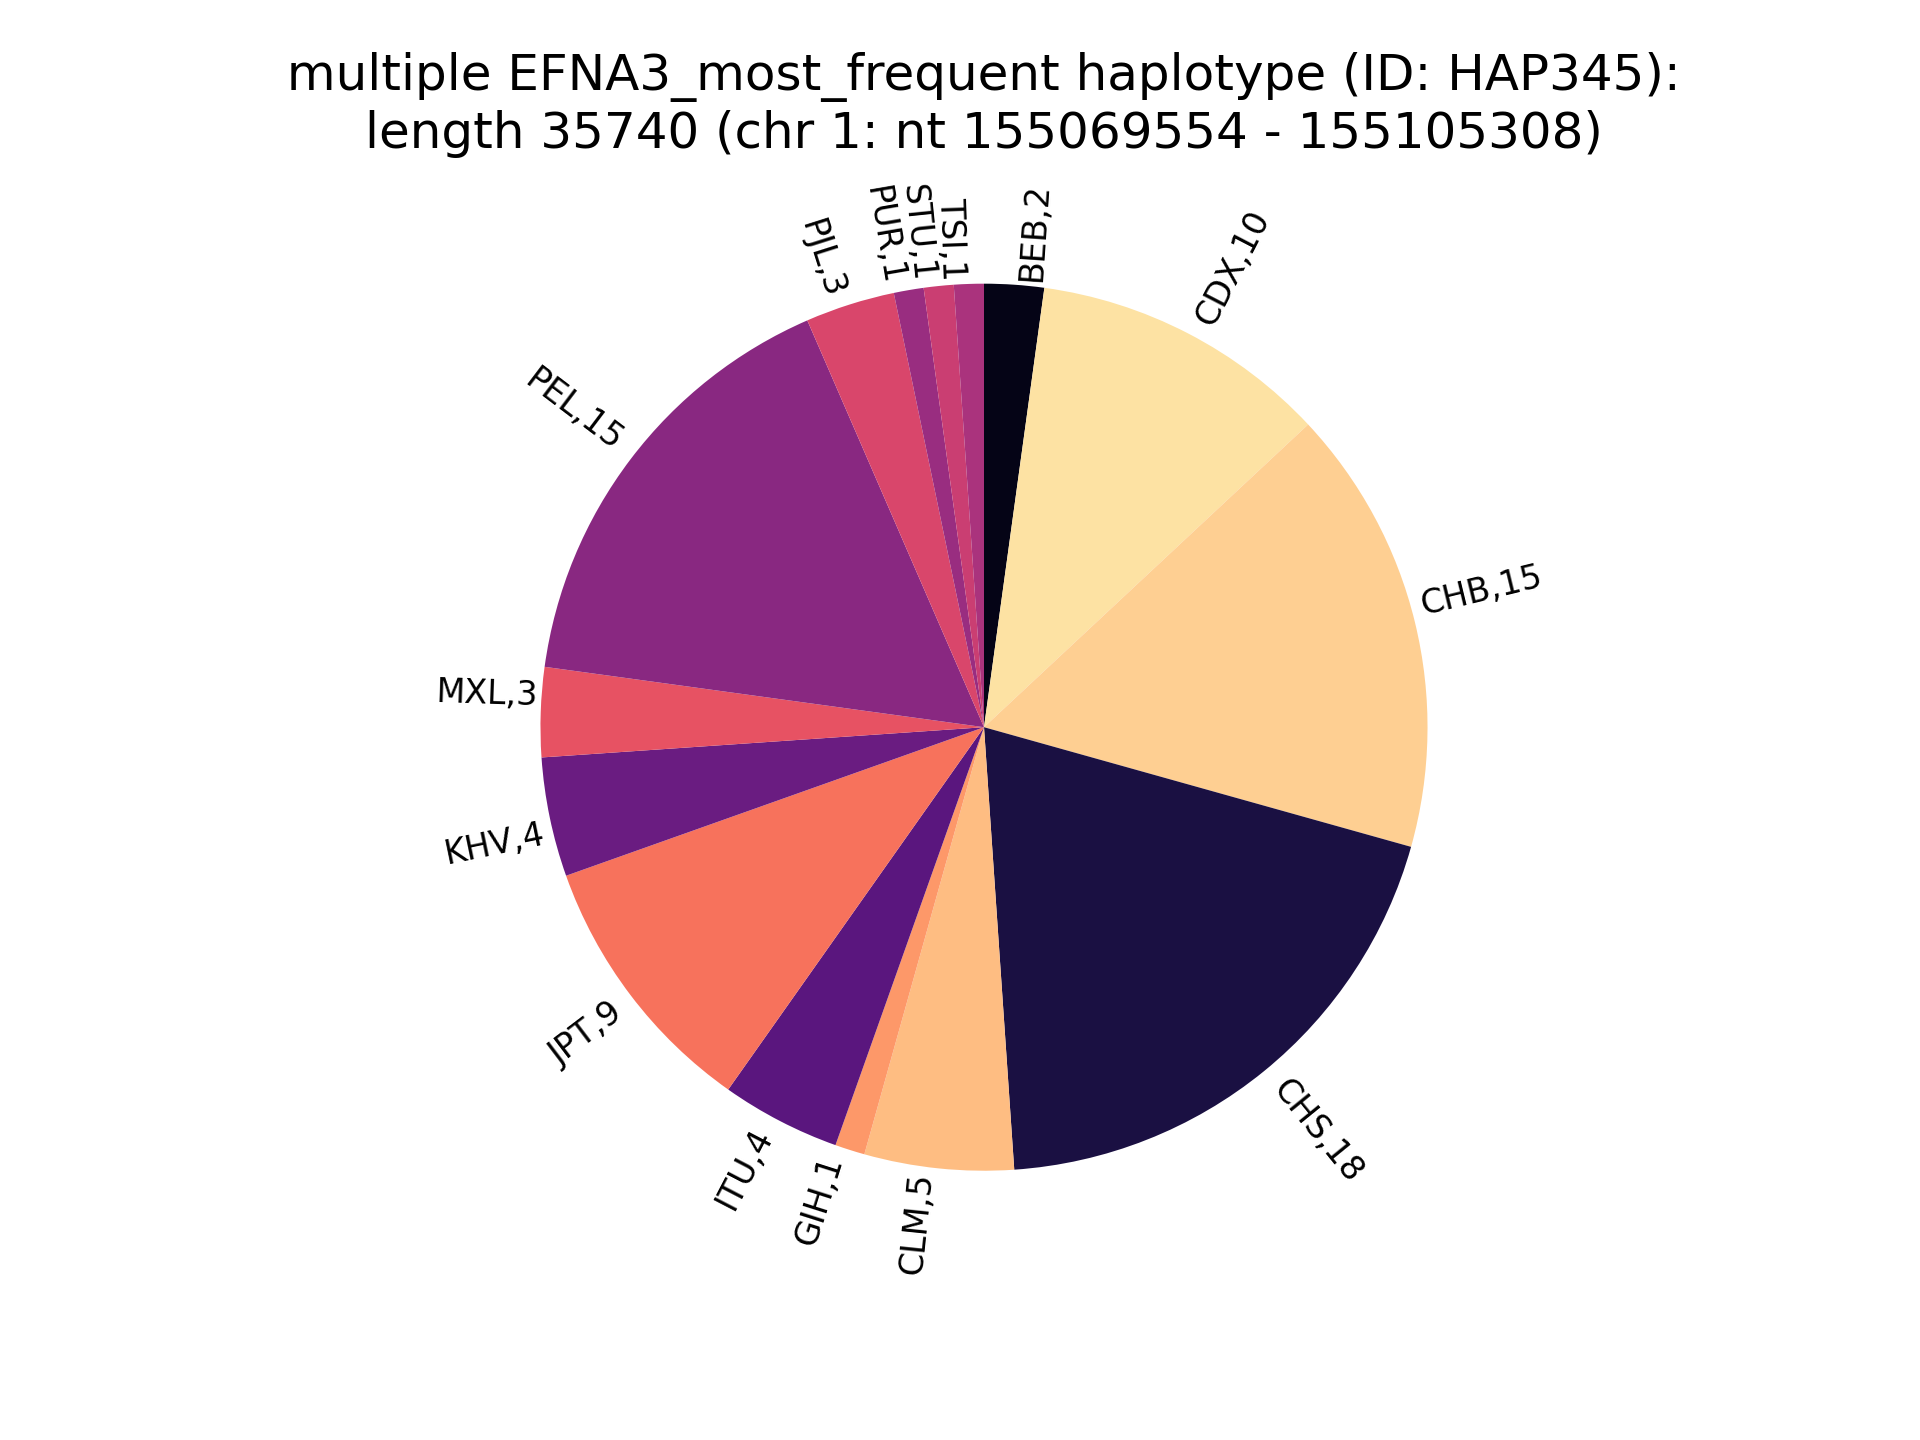 multiple EFNA3_most_frequent haplotype (ID: HAP345):
length 35740 (chr 1: nt 155069554 - 155105308)
BEB,2
CDX,10
CHB,15
CHS,18
CLM,5
GIH,1
ITU,4
JPT,9
KHV,4
MXL,3
PEL,15
PJL,3
PUR,1
STU,1
TSI,1